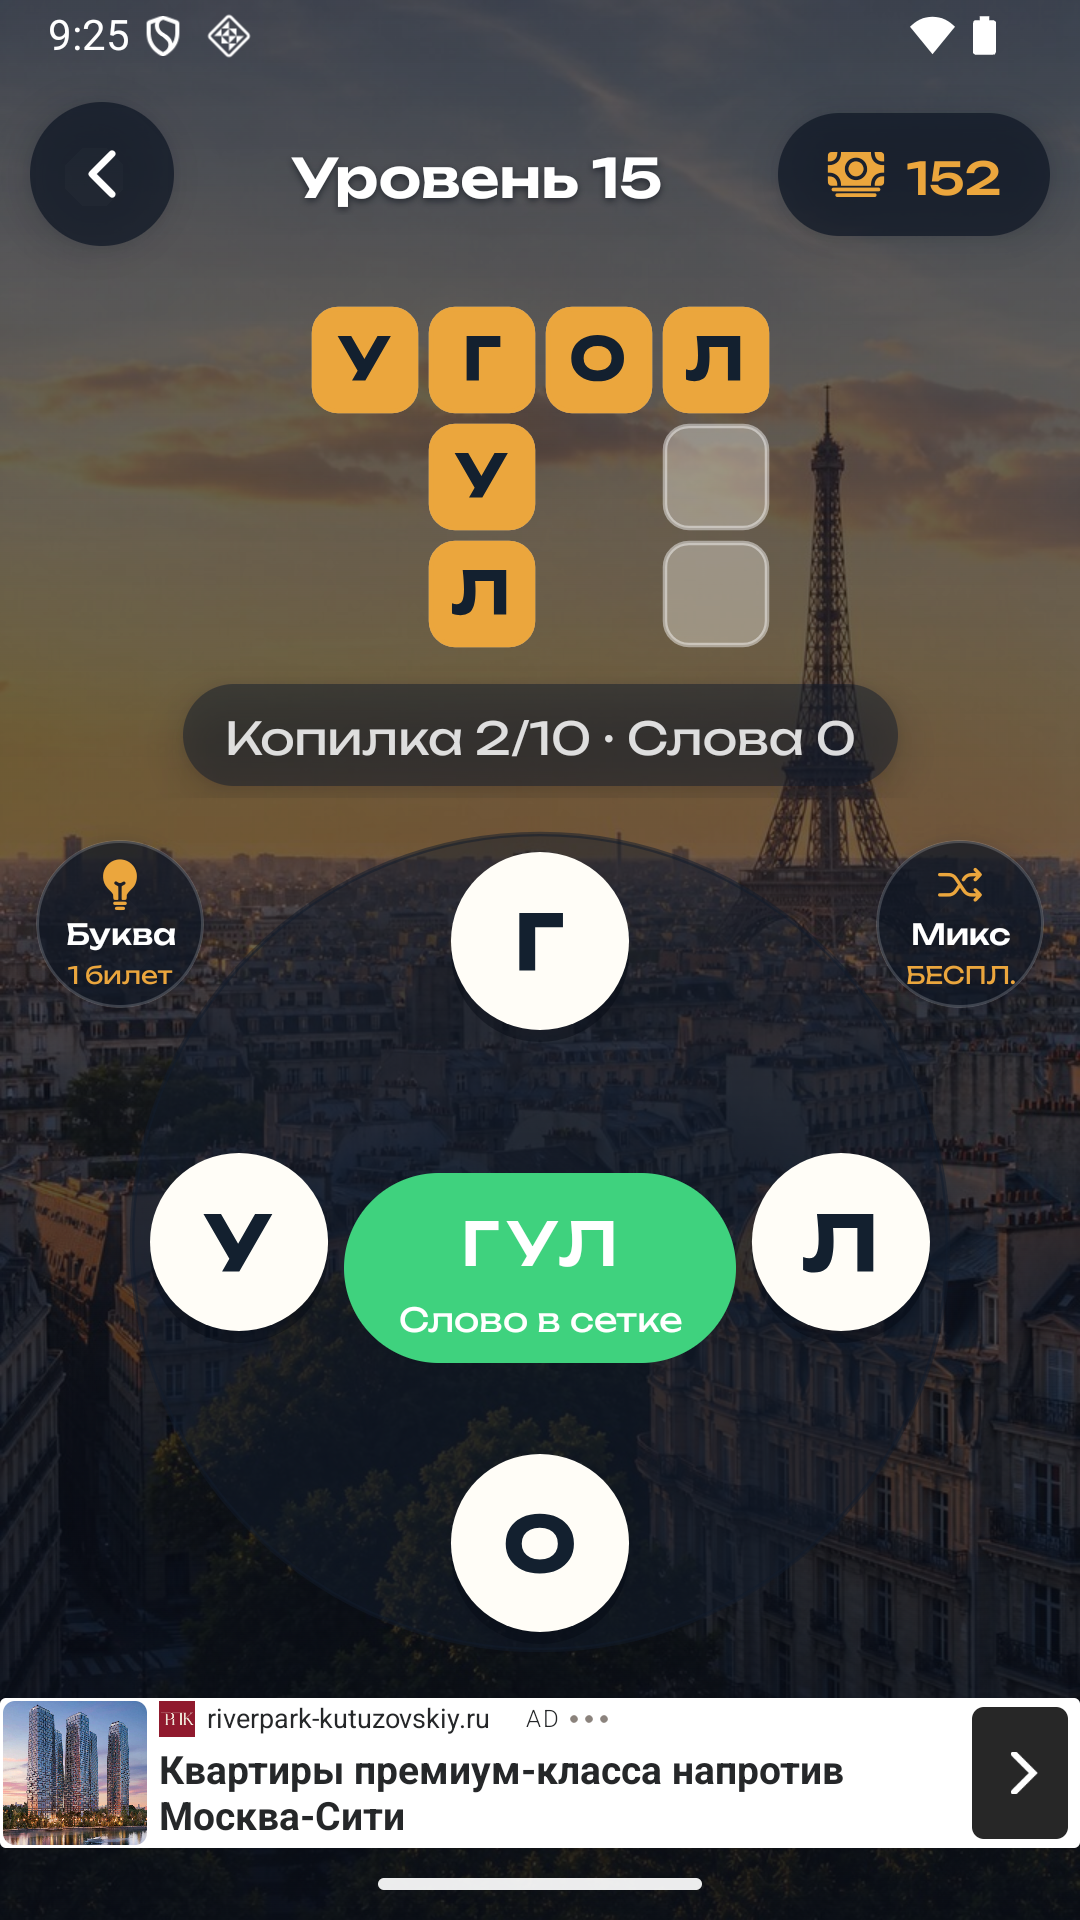 9:25
Уровень 15
152
У Г О Л
У
Л
Копилка 2/10 · Слова 0
Буква
1 билет
Микс
БЕСПЛ.
Г
У
ГУЛ
Л
Слово в сетке
О
riverpark-kutuzovskiy.ru AD
Квартиры премиум-класса напротив
Москва-Сити